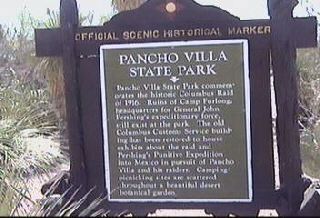 OFFICIAL SCENIC HISTORICAL MARKER
PANCHO VILLA
STATE PARK
Pancho Villa State Park commem-
orates the historic Columbus Raid
of 1916. Ruins of Camp Furlong,
headquarters for General John
Pershing's expeditionary force,
still exist at the park. The old
Columbus Customs Service build-
ing has been restored to house
exhibits about the raid and
Pershing's Punitive Expedition
into Mexico in pursuit of Pancho
Villa and his raiders. Camping
picnicking sites are scattered
throughout a beautiful desert
botanical garden.